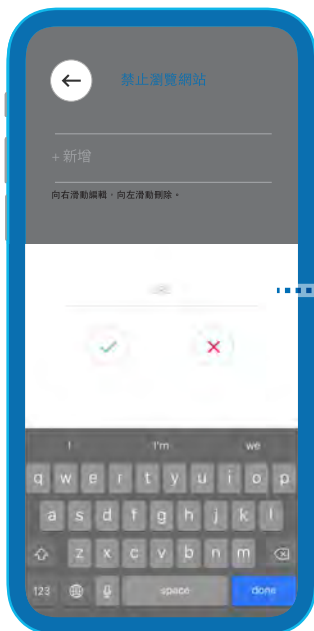 禁止瀏覽網站
+ 新增
向右滑動編輯，向左滑動刪除。
I I'm we
q w e r t y u i o p
a s d f g h j k l
z x c v b n m
123 space done